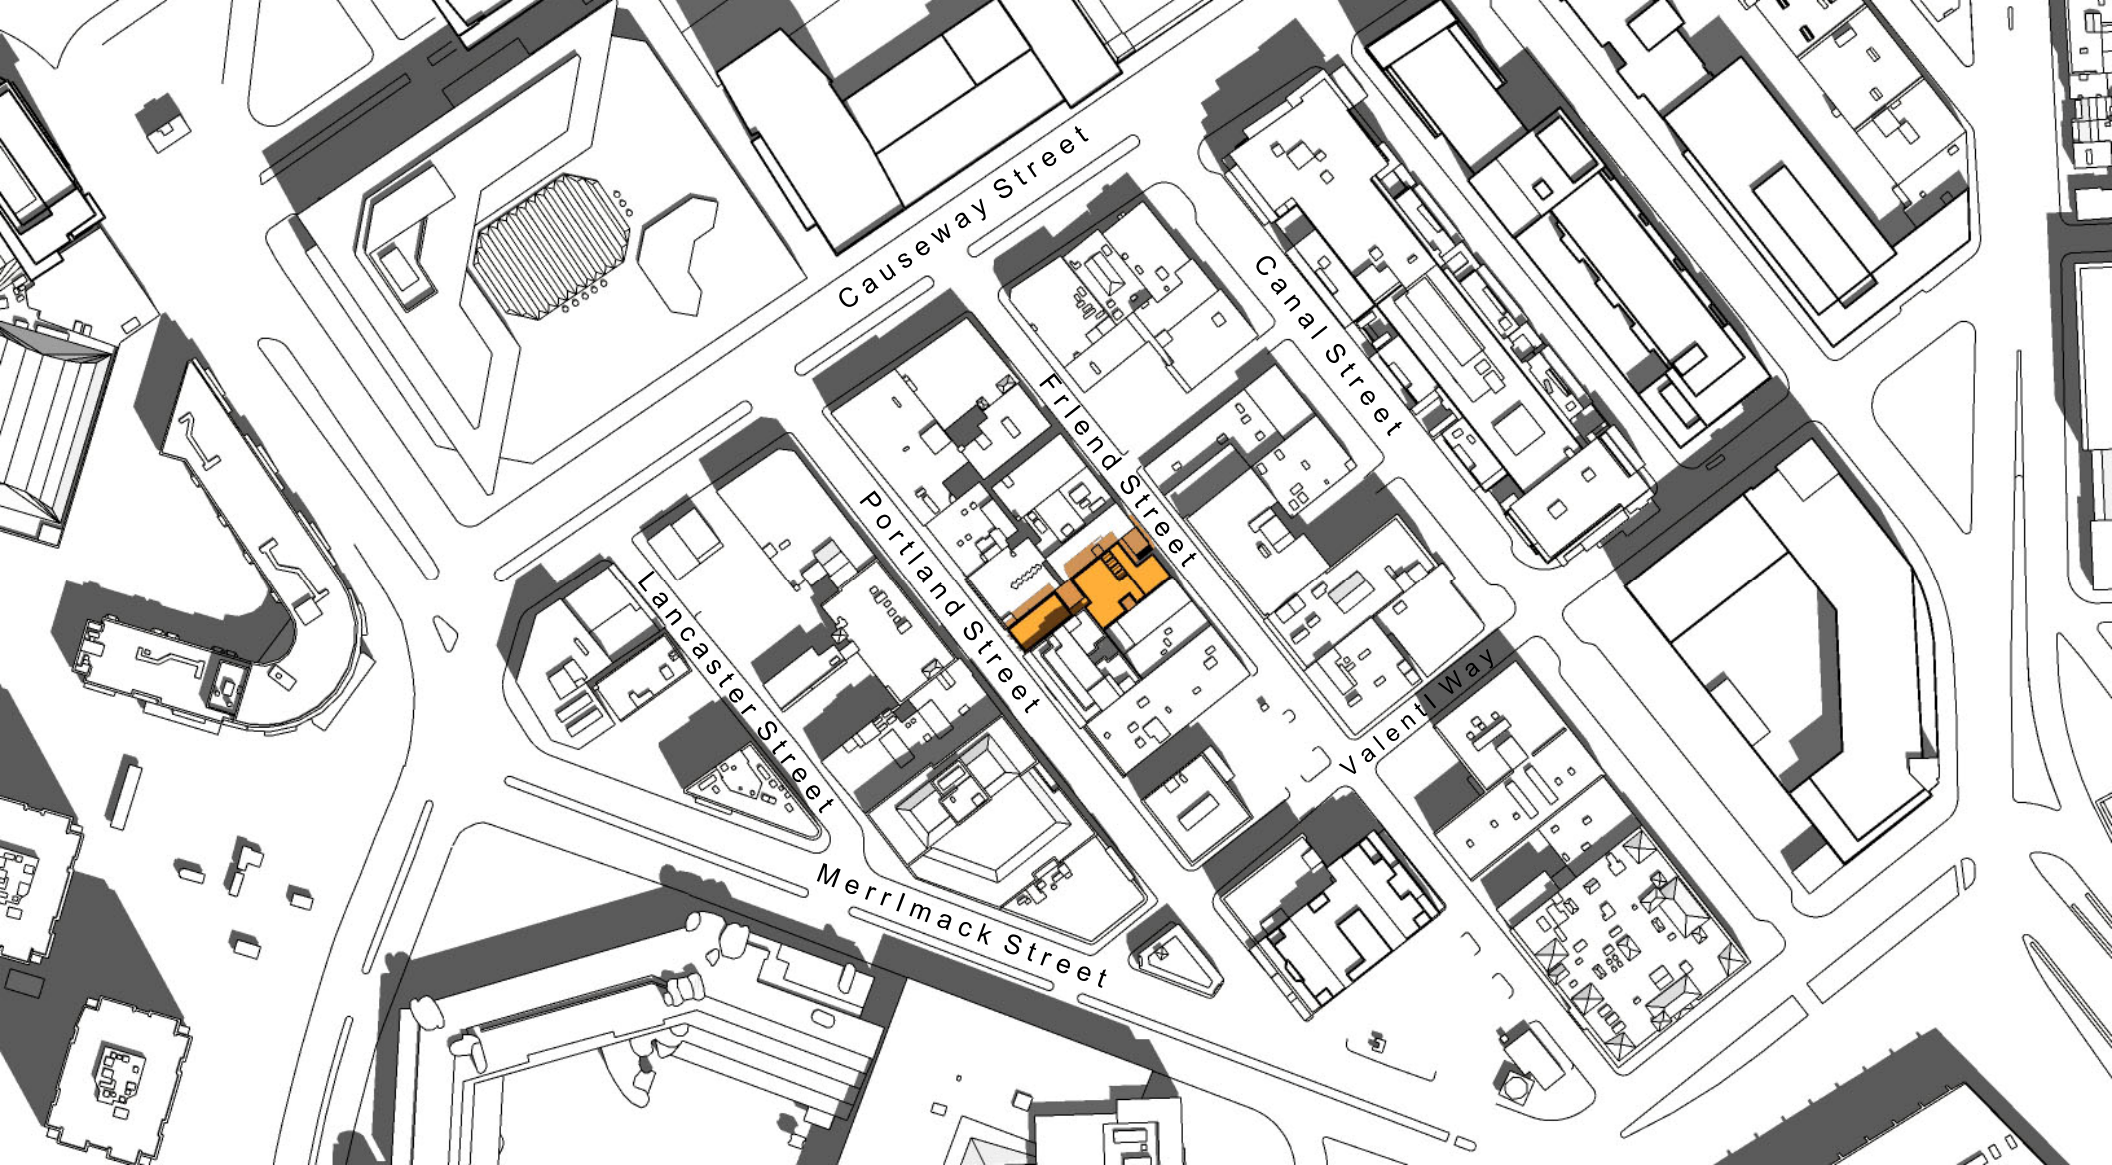 Causeway Street
Canal Street
FrIend Street
Portland Street
Lancaster Street
ValentI Way
MerrImack Street